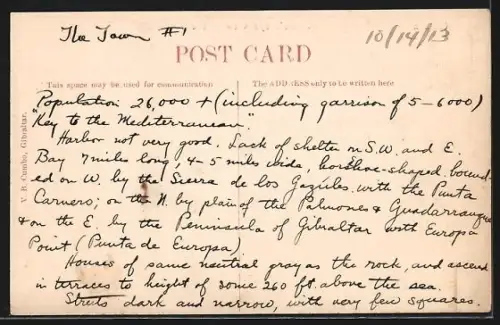 The Town #1
10/14/13
POST CARD
This space may be used for communication
The ADDRESS only to be written here
V. B. Cumbo, Gibraltar.
"Population 26,000 + (including garrison of 5-6000)
"Key to the Mediterranean."
Harbor not very good. Lack of shelter on S.W. and E.
Bay 7 miles long, 4-5 miles wide, horshoe-shaped, bound-
ed on W. by the Sierra de los Gazules with the Punta
Carnero; on the N. by plain of the Palmones & Guadarranque
& on the E. by the Peninsula of Gibraltar with Europa
Point (Punta de Europa)
Houses of same neutral gray as the rock, and ascend
in terraces to height of some 260 ft. above the sea.
Streets dark and narrow, with very few squares.